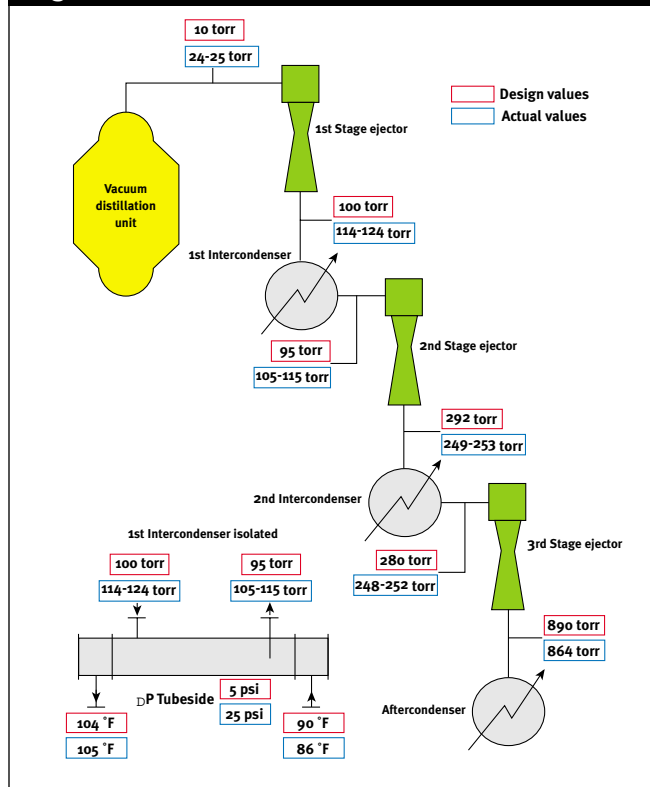 10 torr
24-25 torr
Design values
Actual values
1st Stage ejector
Vacuum
distillation
unit
100 torr
114-124 torr
1st Intercondenser
2nd Stage ejector
95 torr
105-115 torr
292 torr
249-253 torr
2nd Intercondenser
1st Intercondenser isolated
3rd Stage ejector
280 torr
248-252 torr
100 torr
114-124 torr
95 torr
105-115 torr
890 torr
864 torr
DP Tubeside
5 psi
25 psi
Aftercondenser
104 °F
105 °F
90 °F
86 °F